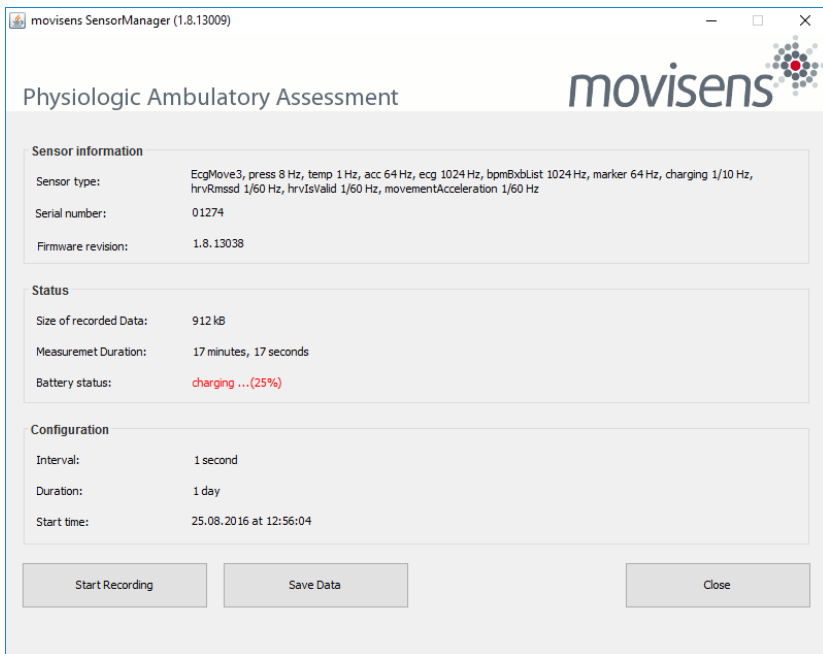 movisens SensorManager (1.8.13009)
movisens
Physiologic Ambulatory Assessment
Sensor information
Sensor type: EcgMove3, press 8 Hz, temp 1 Hz, acc 64 Hz, ecg 1024 Hz, bpmBxbList 1024 Hz, marker 64 Hz, charging 1/10 Hz,
hrvRmssd 1/60 Hz, hrvIsValid 1/60 Hz, movementAcceleration 1/60 Hz
Serial number: 01274
Firmware revision: 1.8.13038
Status
Size of recorded Data: 912 kB
Measuremet Duration: 17 minutes, 17 seconds
Battery status: charging ...(25%)
Configuration
Interval: 1 second
Duration: 1 day
Start time: 25.08.2016 at 12:56:04
Start Recording Save Data Close